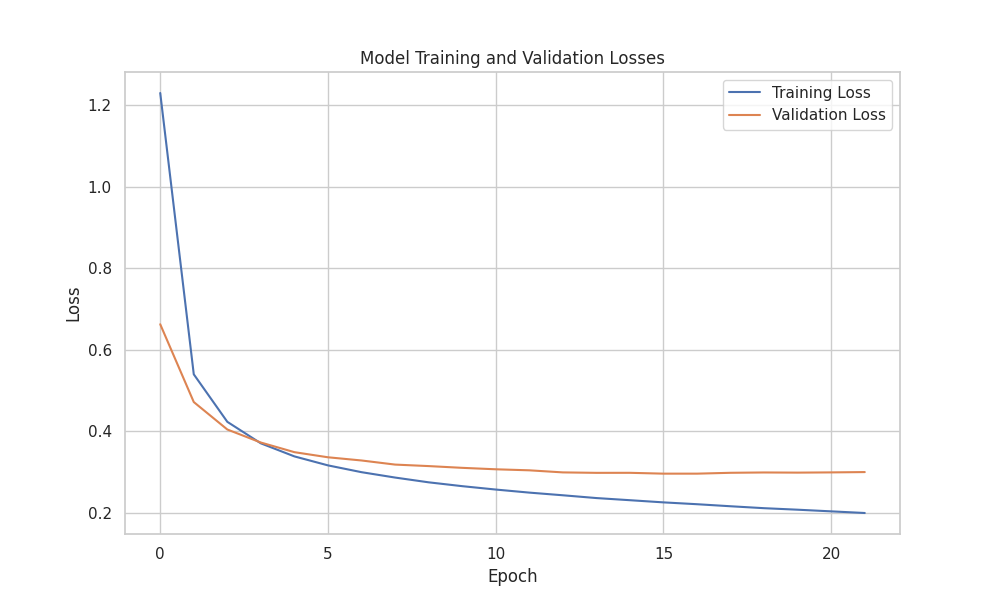 Model Training and Validation Losses
Training Loss
Validation Loss
1.2
1.0
0.8
0.6
0.4
0.2
Loss
0 5 10 15 20
Epoch